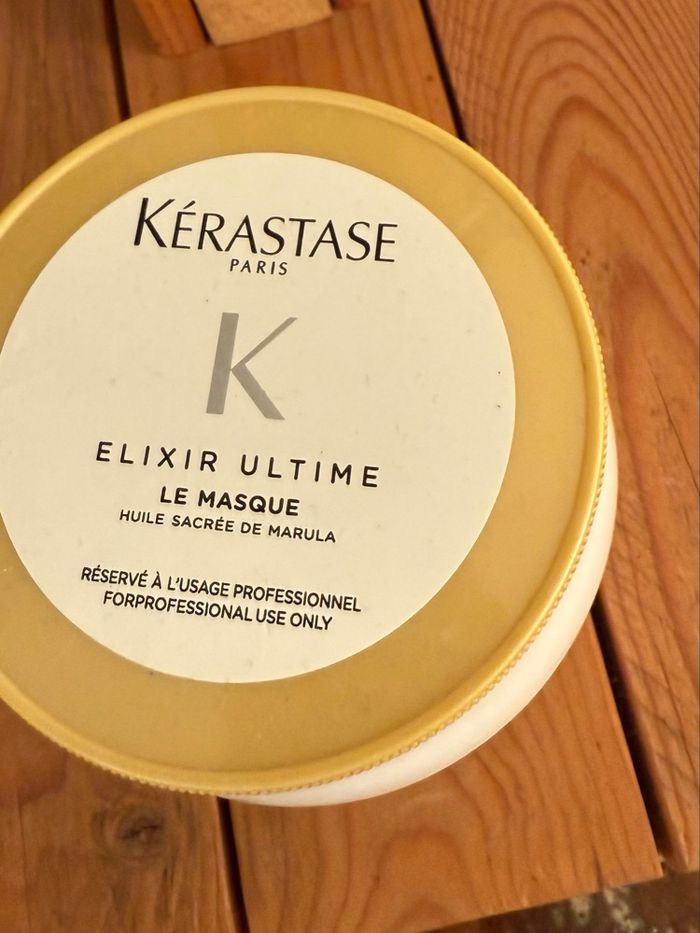 KÉRASTASE
PARIS
K
ELIXIR ULTIME
LE MASQUE
HUILE SACRÉE DE MARULA
RÉSERVÉ À L'USAGE PROFESSIONNEL
FORPROFESSIONAL USE ONLY